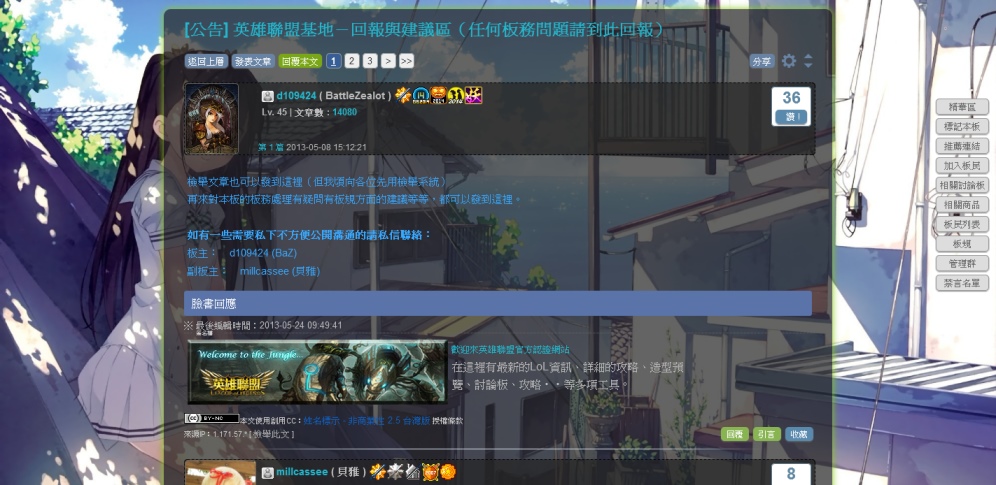 [公告] 英雄聯盟基地－回報與建議區（任何板務問題請到此回報）
返回上層 發表文章 回覆本文 1 2 3 > >> 分享
d109424 ( BattleZealot )
36
Lv. 45 | 文章數：14080
讚！
第 1 篇 2013-05-08 15:12:21
檢舉文章也可以發到這裡（但我傾向各位先用檢舉系統）
再來對本板的板務處理有疑問有板規方面的建議等等，都可以發到這裡。
如有一些需要私下不方便公開溝通的請私信聯絡：
板主： d109424 (BaZ)
副板主： millcassee (貝雅)
臉書回應
※ 最後編輯時間：2013-05-24 09:49:41
Welcome to the Jungle...
英雄聯盟
歡迎來英雄聯盟官方認證網站
在這裡有最新的LoL資訊、詳細的攻略、造型預
覽、討論板、攻略‧‧等多項工具。
BY-NC 本文使用創用CC：姓名標示-非商業性 2.5 台灣版 授權條款
來源IP：1.171.57.* [ 檢舉此文 ]
回覆 引言 收藏
millcassee ( 貝雅 )
8
精華區
標記本板
推薦連結
加入板民
相關討論板
相關商品
板民列表
板規
管理群
禁言名單